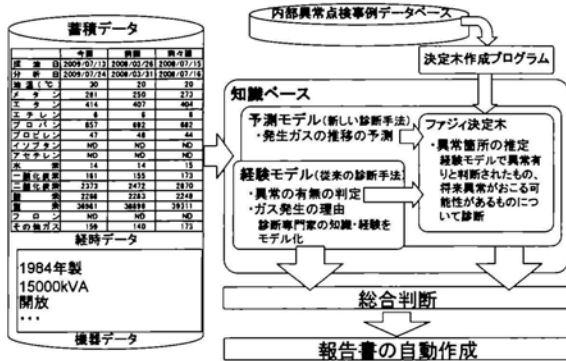 蓄積データ
今回 前回 前々回
採油日 2009/07/13 2008/03/26 2008/07/15
分析日 2009/07/24 2008/03/31 2008/07/16
油温(℃ 30 20 20
メタン 281 250 273
エタン 414 407 404
エチレン 6 6 6
プロパン 857 692 682
プロピレン 47 48 44
イソブタン ND ND ND
アセチレン ND ND ND
水素 14 14 15
一酸化炭素 161 155 173
二酸化炭素 2373 2472 2870
酸素 2266 2283 2248
窒素 36961 38898 39311
フロン ND ND ND
その他ガス 159 140 173
経時データ
1984年製
15000kVA
開放
・・・
機器データ
内部異常点検事例データベース
決定木作成プログラム
知識ベース
予測モデル(新しい診断手法)
・発生ガスの推移の予測
経験モデル(従来の診断手法)
・異常の有無の判定
・ガス発生の理由
診断専門家の知識・経験を
モデル化
ファジィ決定木
・異常箇所の推定
経験モデルで異常有
りと判断されたもの、
将来異常がおこる可
能性があるものにつ
いて診断
総合判断
報告書の自動作成